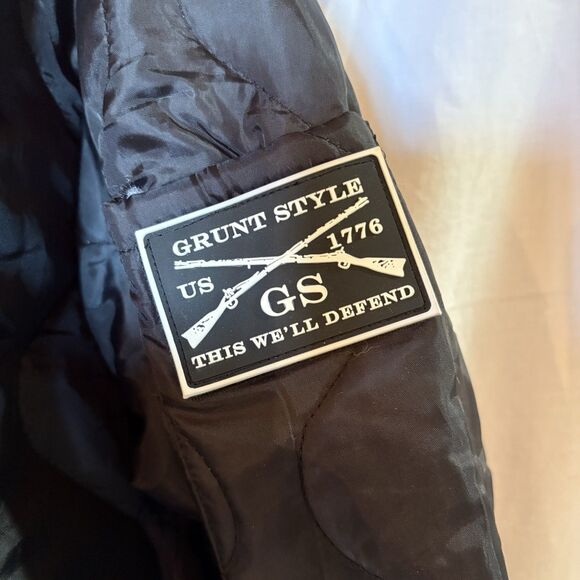 GRUNT STYLE
US 1776
GS
THIS WE'LL DEFEND